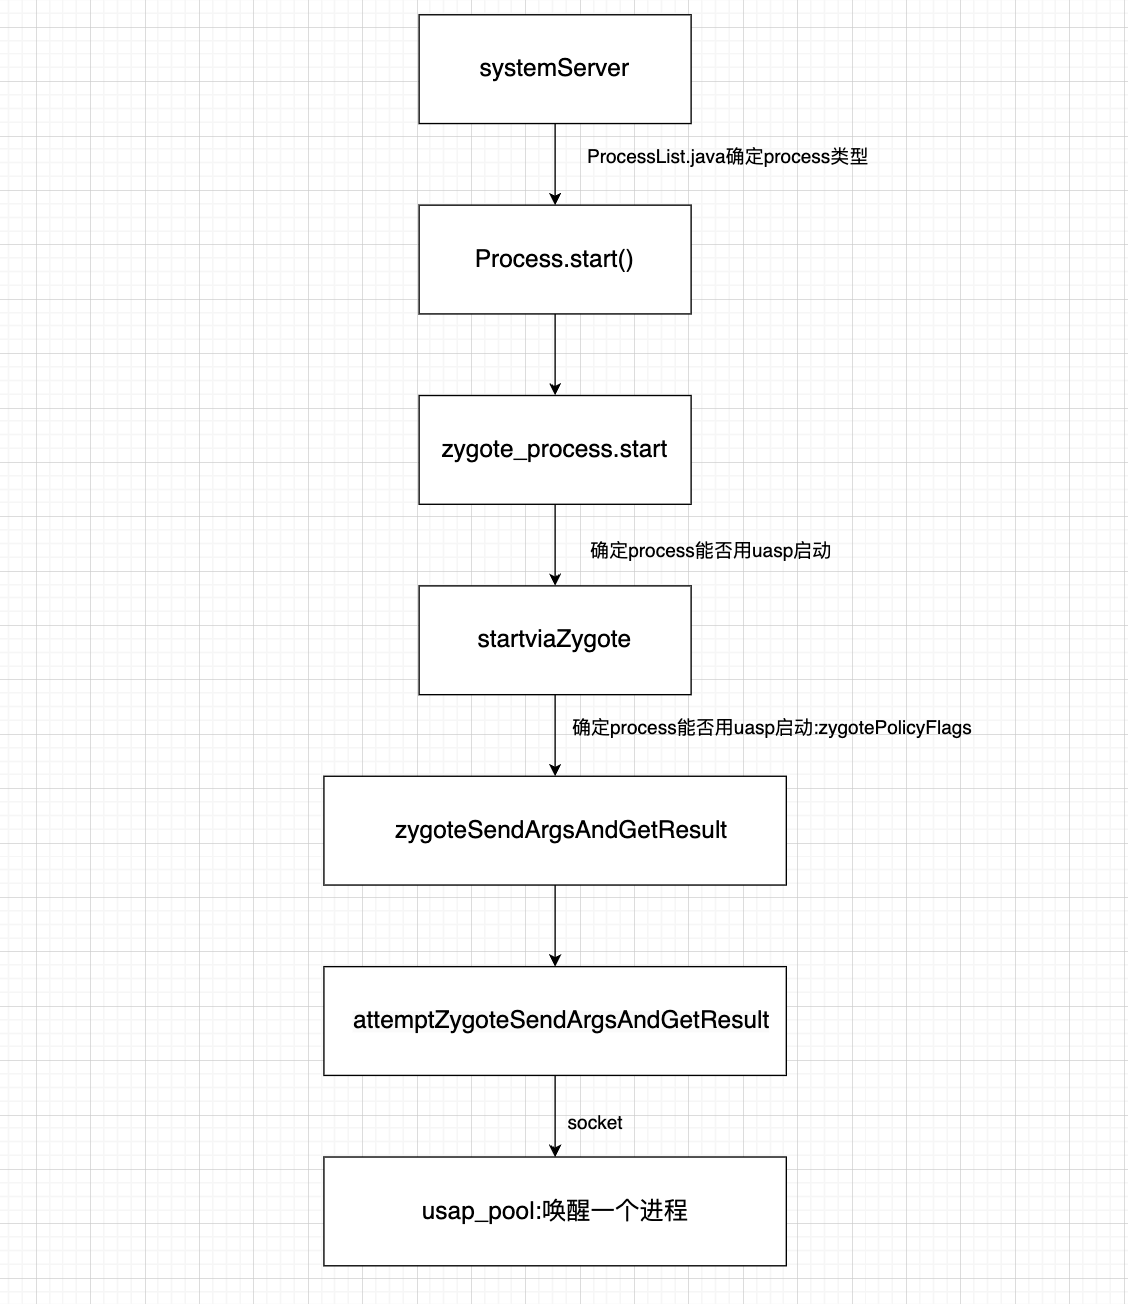 systemServer
ProcessList.java确定process类型
Process.start()
zygote_process.start
确定process能否用uasp启动
startviaZygote
确定process能否用uasp启动:zygotePolicyFlags
zygoteSendArgsAndGetResult
attemptZygoteSendArgsAndGetResult
socket
usap_pool:唤醒一个进程